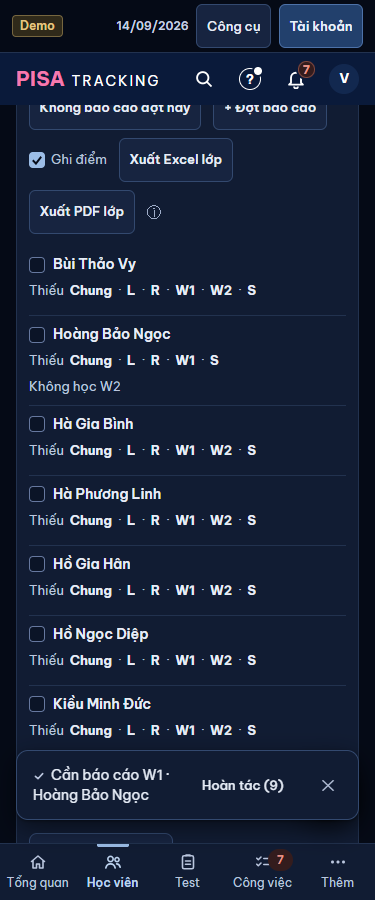 Demo
14/09/2026
Công cụ
Tài khoản
PISA TRACKING
?
7
V
Không báo cáo đợt này
+ Đợt báo cáo
Ghi điểm
Xuất Excel lớp
Xuất PDF lớp
Bùi Thảo Vy
Thiếu Chung · L · R · W1 · W2 · S
Hoàng Bảo Ngọc
Thiếu Chung · L · R · W1 · S
Không học W2
Hà Gia Bình
Thiếu Chung · L · R · W1 · W2 · S
Hà Phương Linh
Thiếu Chung · L · R · W1 · W2 · S
Hồ Gia Hân
Thiếu Chung · L · R · W1 · W2 · S
Hồ Ngọc Diệp
Thiếu Chung · L · R · W1 · W2 · S
Kiều Minh Đức
Thiếu Chung · L · R · W1 · W2 · S
✓ Cần báo cáo W1 ·
Hoàng Bảo Ngọc
Hoàn tác (9)
7
Tổng quan
Học viên
Test
Công việc
Thêm